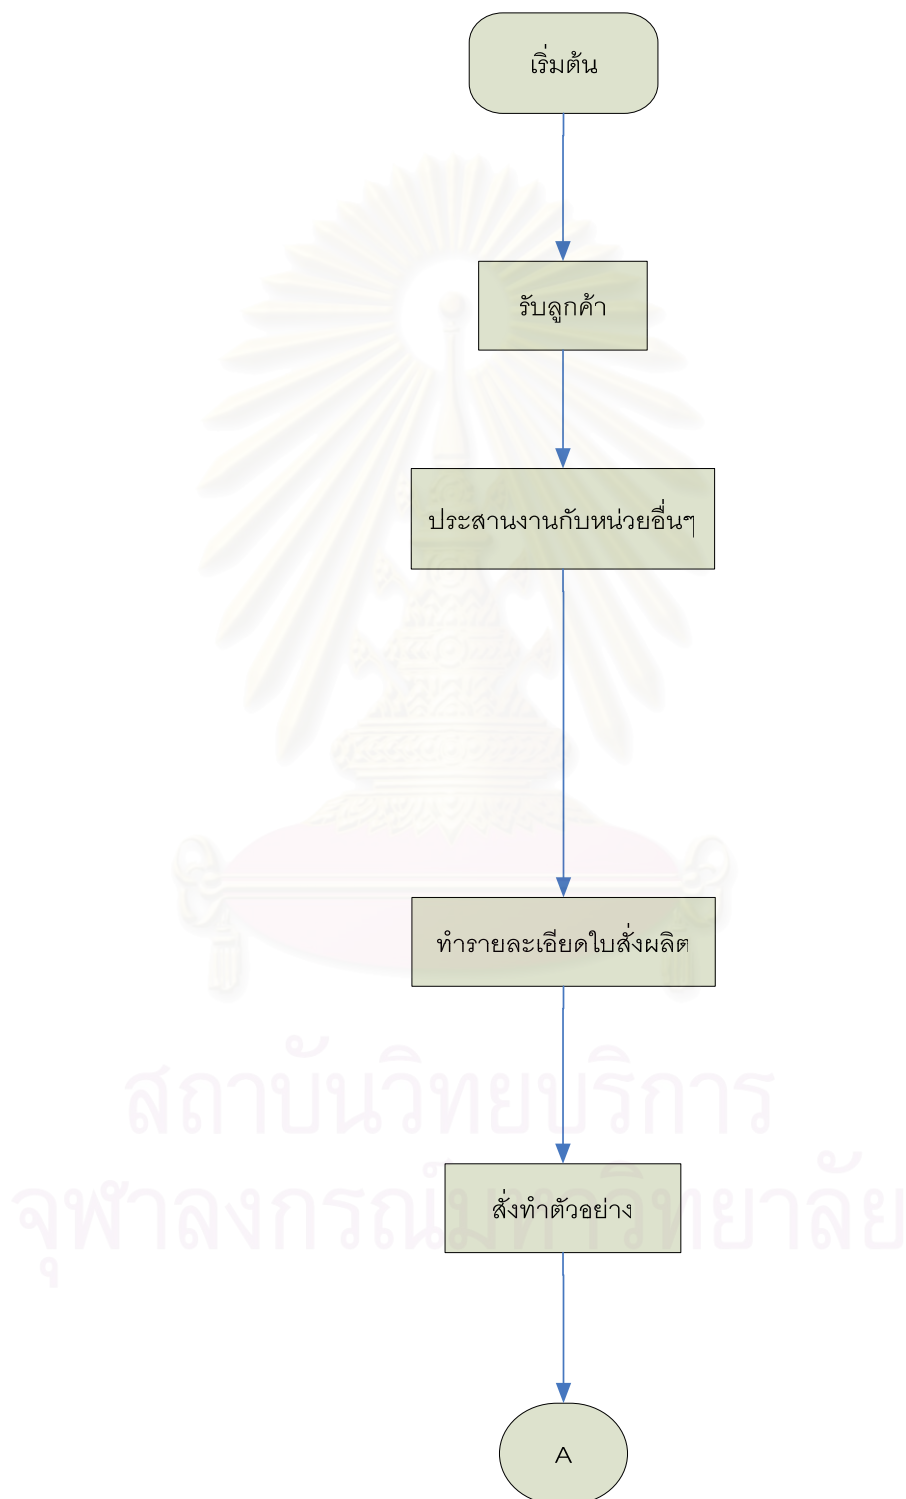 เริ่มต้น
รับลูกค้า
ประสานงานกับหน่วยอื่นๆ
ทำรายละเอียดใบสั่งผลิต
สถาบันวิทยบริการ
สั่งทำตัวอย่าง
จุฬาลงกรณ์มหาวิทยาลัย
A